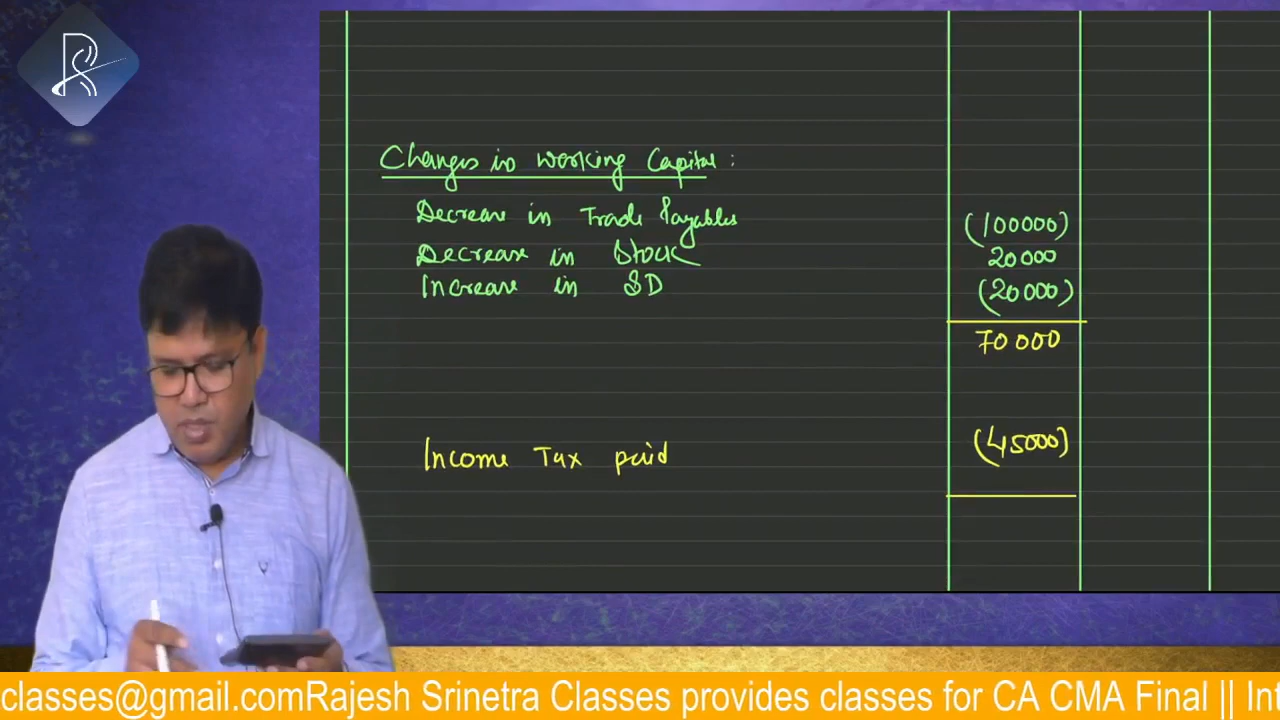 RS
Changes in Working Capital :
Decrease in Trade Payables (100000)
Decrease in Stock 20000
Increase in SD (20000)
70000
Income Tax paid (45000)
classes@gmail.comRajesh Srinetra Classes provides classes for CA CMA Final || Int